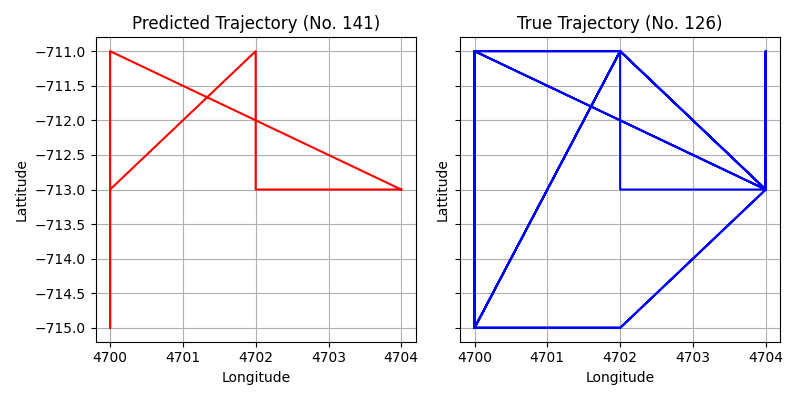 Predicted Trajectory (No. 141)
−711.0
−711.5
−712.0
−712.5
−713.0
−713.5
−714.0
−714.5
−715.0
Lattitude
4700 4701 4702 4703 4704
Longitude
True Trajectory (No. 126)
Lattitude
4700 4701 4702 4703 4704
Longitude